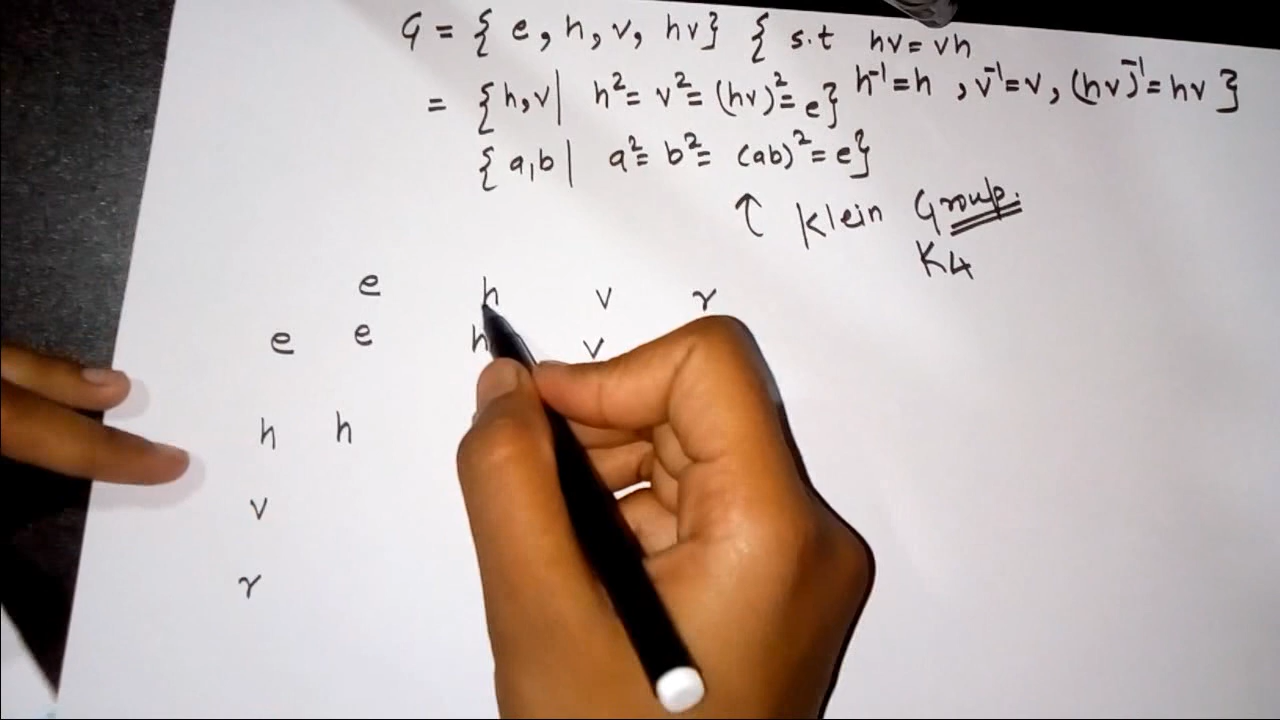 G = { e, h, v, hv} { s.t hv = vh
= {h,v| h²= v²= (hv)²= e} h⁻¹=h , v⁻¹=v, (hv)⁻¹= hv }
{ a,b| a²= b²= (ab)²= e}
↑ Klein Group.
K4
e h v r
e e h v
h h
v
r